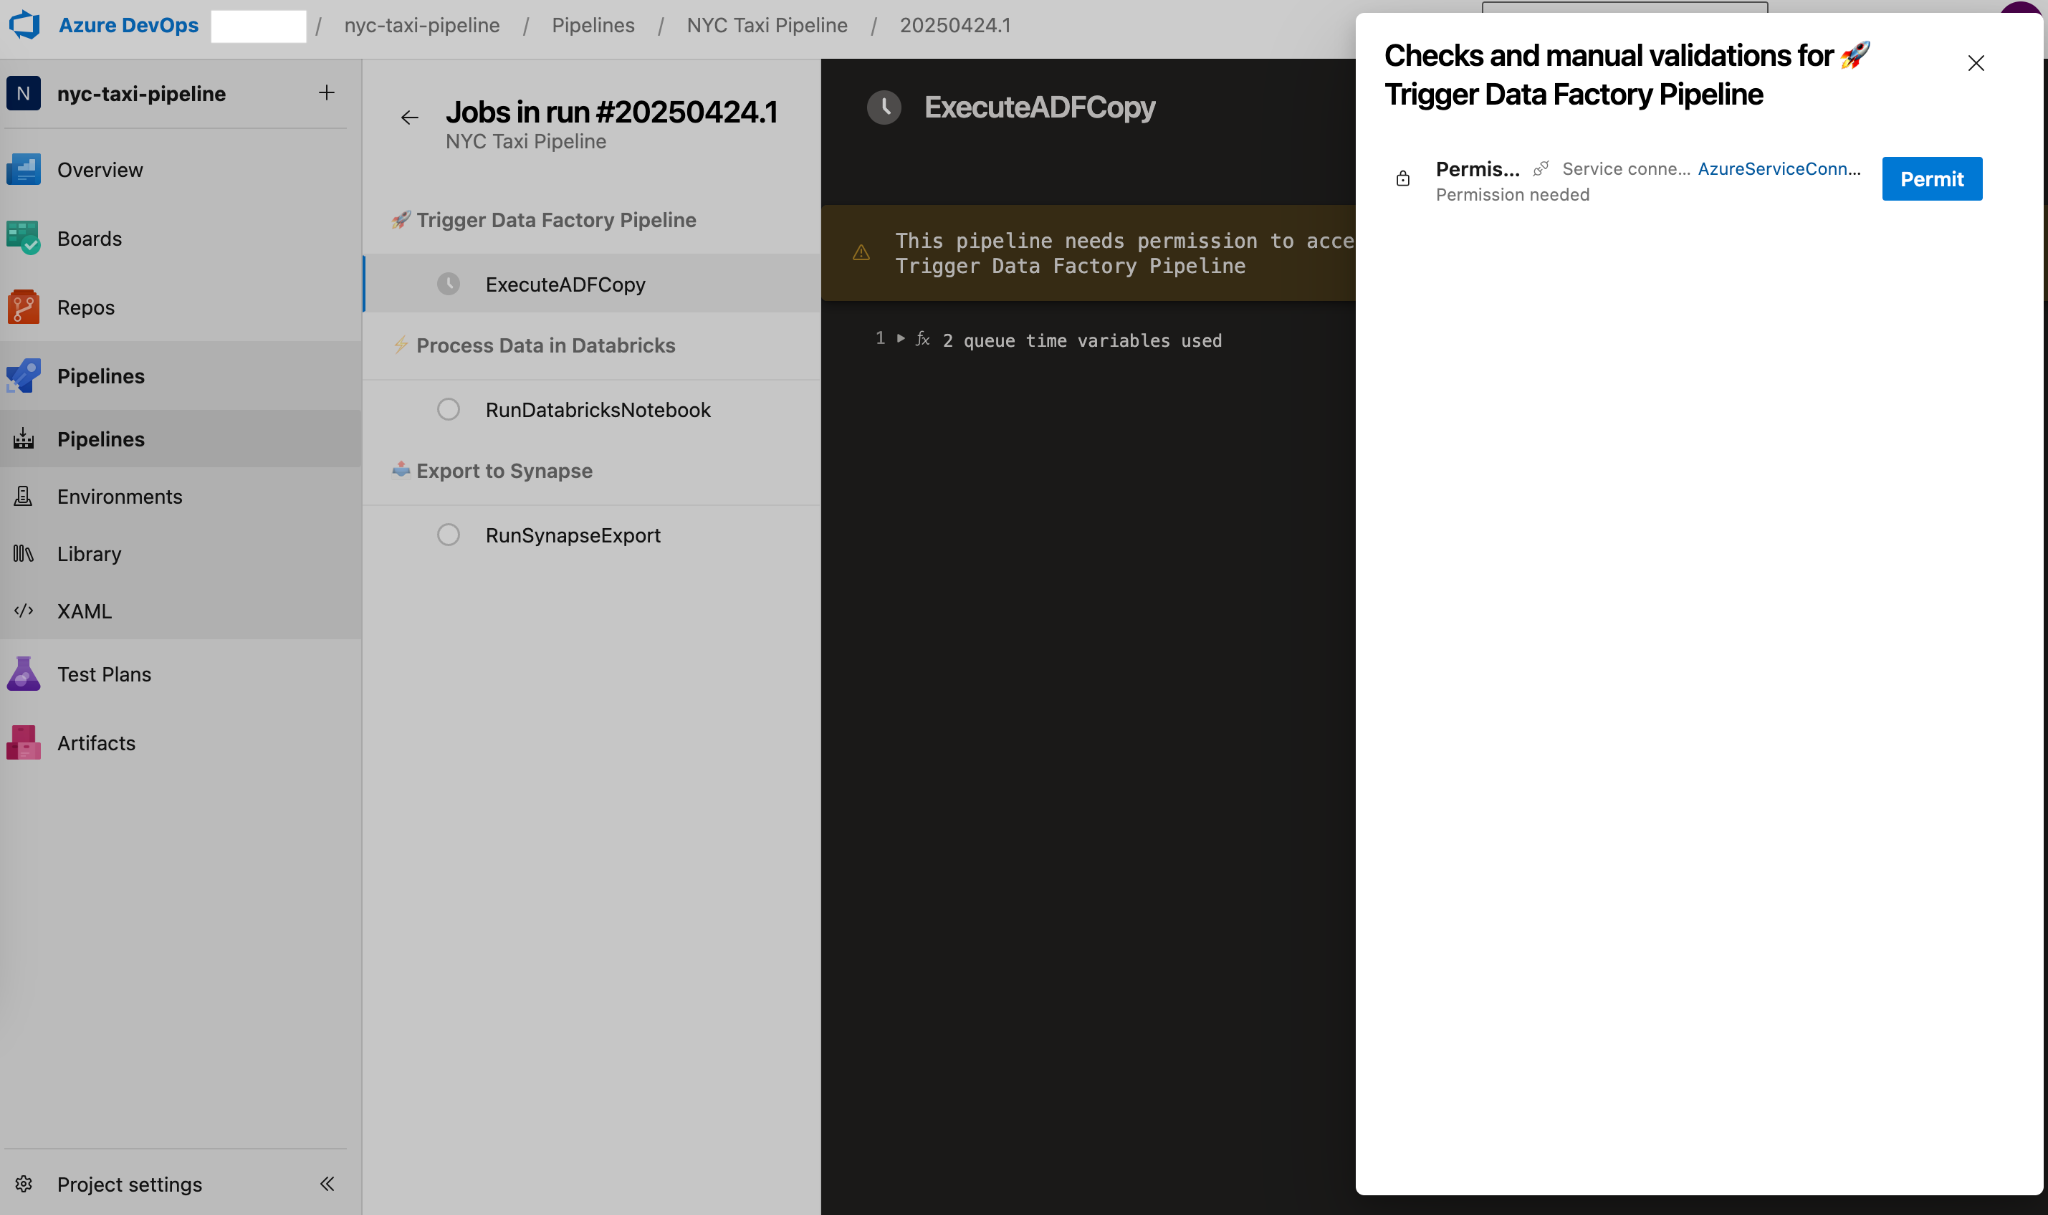 Azure DevOps / nyc-taxi-pipeline / Pipelines / NYC Taxi Pipeline / 20250424.1
N nyc-taxi-pipeline
Overview
Boards
Repos
Pipelines
Pipelines
Environments
Library
XAML
Test Plans
Artifacts
Project settings
Jobs in run #20250424.1
NYC Taxi Pipeline
🚀 Trigger Data Factory Pipeline
ExecuteADFCopy
⚡ Process Data in Databricks
RunDatabricksNotebook
📤 Export to Synapse
RunSynapseExport
ExecuteADFCopy
This pipeline needs permission to acce
Trigger Data Factory Pipeline
1 fx 2 queue time variables used
Checks and manual validations for 🚀
Trigger Data Factory Pipeline
Permis... Service conne... AzureServiceConn...
Permission needed
Permit